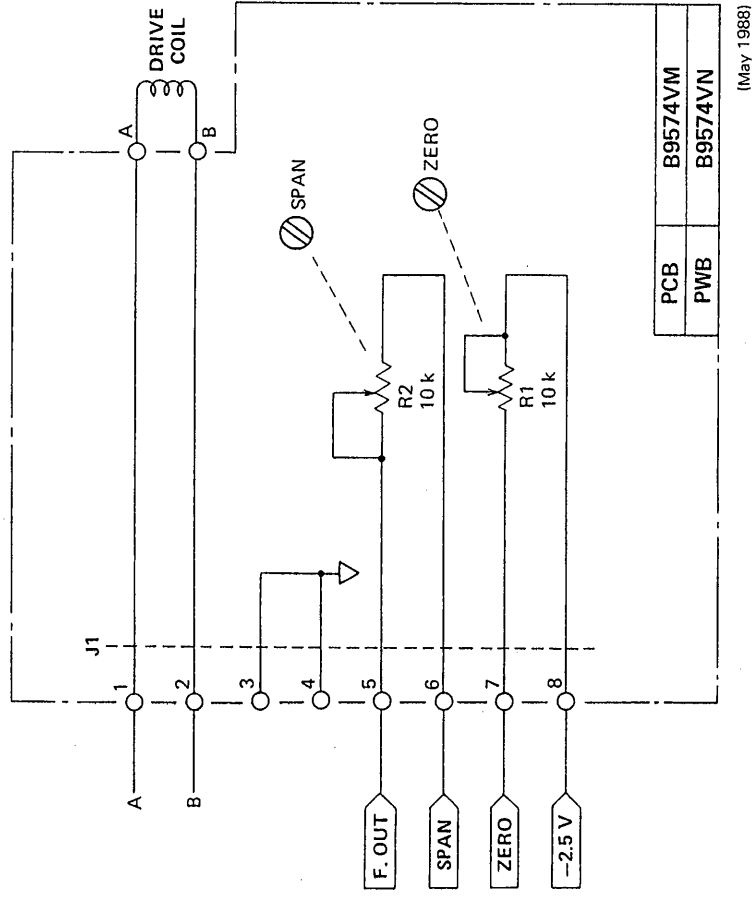 DRIVE
COIL
A
B
SPAN
ZERO
R2
10 k
R1
10 k
J1
1
2
3
4
5
6
7
8
A
B
F. OUT
SPAN
ZERO
−2.5 V
PCB B9574VM
PWB B9574VN
(May 1988)